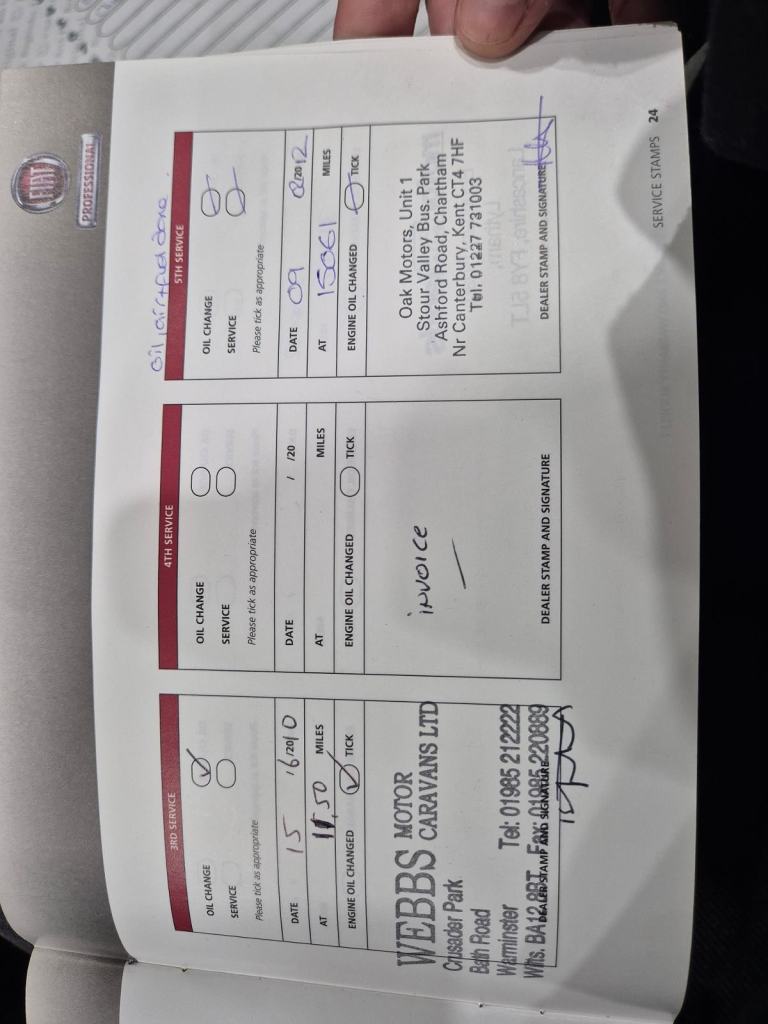 FIAT
PROFESSIONAL
3RD SERVICE
OIL CHANGE
SERVICE
Please tick as appropriate
DATE 15 /6/2010
AT MILES
ENGINE OIL CHANGED TICK
WEBBS MOTOR
CARAVANS LTD
Crusader Park
Bath Road
Warminster Tel: 01985 212222
Wilts. BA12 8BT Fax: 01985 220889
DEALER STAMP AND SIGNATURE
4TH SERVICE
OIL CHANGE
SERVICE
Please tick as appropriate
DATE / /20
AT MILES
ENGINE OIL CHANGED TICK
INVOICE
DEALER STAMP AND SIGNATURE
oil, air + fuel done.
5TH SERVICE
OIL CHANGE
SERVICE
Please tick as appropriate
DATE 09 /2012
AT 15061 MILES
ENGINE OIL CHANGED TICK
Oak Motors, Unit 1
Stour Valley Bus. Park
Ashford Road, Chartham
Nr Canterbury, Kent CT4 7HF
Tel. 01227 731003
DEALER STAMP AND SIGNATURE
SERVICE STAMPS 24